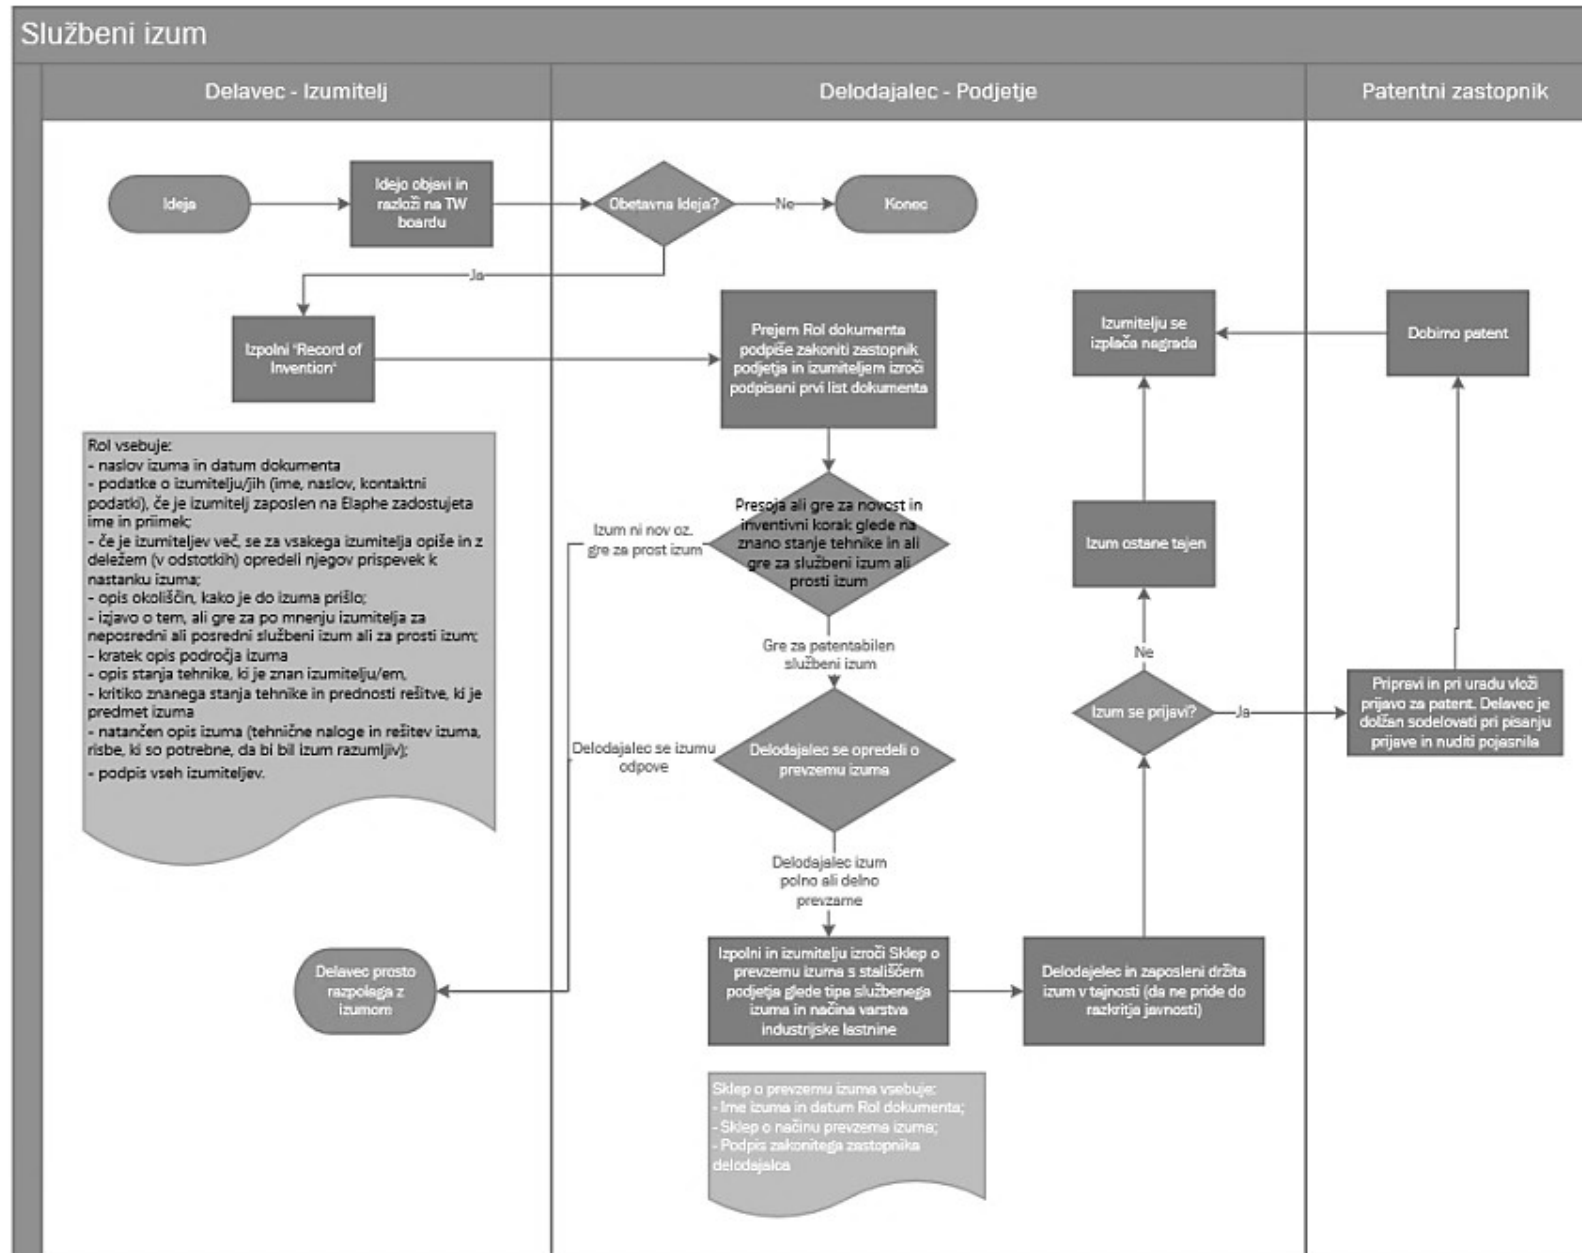 Službeni izum
Delavec - Izumitelj
Delodajalec - Podjetje
Patentni zastopnik
Ideja
Idejo objavi in
razloži na TW
boardu
Obetavna Ideja?
Ne
Konec
Ja
Izpolni "Record of
Invention"
Prejem RoI dokumenta
podpiše zakoniti zastopnik
podjetja in izumiteljem izroči
podpisani prvi list dokumenta
Izumitelju se
izplača nagrada
Dobimo patent
RoI vsebuje:
- naslov izuma in datum dokumenta
- podatke o izumitelju/jih (ime, naslov, kontaktni
podatki), če je izumitelj zaposlen na Elaphe zadostujeta
ime in priimek;
- če je izumiteljev več, se za vsakega izumitelja opiše in z
deležem (v odstotkih) opredeli njegov prispevek k
nastanku izuma;
- opis okoliščin, kako je do izuma prišlo;
- izjavo o tem, ali gre za po mnenju izumitelja za
neposredni ali posredni službeni izum ali za prosti izum;
- kratek opis področja izuma
- opis stanja tehnike, ki je znan izumitelju/em,
- kritiko znanega stanja tehnike in prednosti rešitve, ki je
predmet izuma
- natančen opis izuma (tehnične naloge in rešitev izuma,
risbe, ki so potrebne, da bi bil izum razumljiv);
- podpis vseh izumiteljev.
Izum ni nov oz.
gre za prost izum
Presoja ali gre za novost in
inventivni korak glede na
znano stanje tehnike in ali
gre za službeni izum ali
prosti izum
Izum ostane tajen
Gre za patentabilen
službeni izum
Ne
Izum se prijavi?
Ja
Pripravi in pri uradu vloži
prijavo za patent. Delavec je
dolžan sodelovati pri pisanju
prijave in nuditi pojasnila
Delodajalec se izumu
odpove
Delodajalec se opredeli o
prevzemu izuma
Delodajalec izum
polno ali delno
prevzame
Delavec prosto
razpolaga z
izumom
Izpolni in izumitelju izroči Sklep o
prevzemu izuma s stališčem
podjetja glede tipa službenega
izuma in načina varstva
industrijske lastnine
Delodajelec in zaposleni držita
izum v tajnosti (da ne pride do
razkritja javnosti)
Sklep o prevzemu izuma vsebuje:
- Ime izuma in datum RoI dokumenta;
- Sklep o načinu prevzema izuma;
- Podpis zakonitega zastopnika
delodajalca